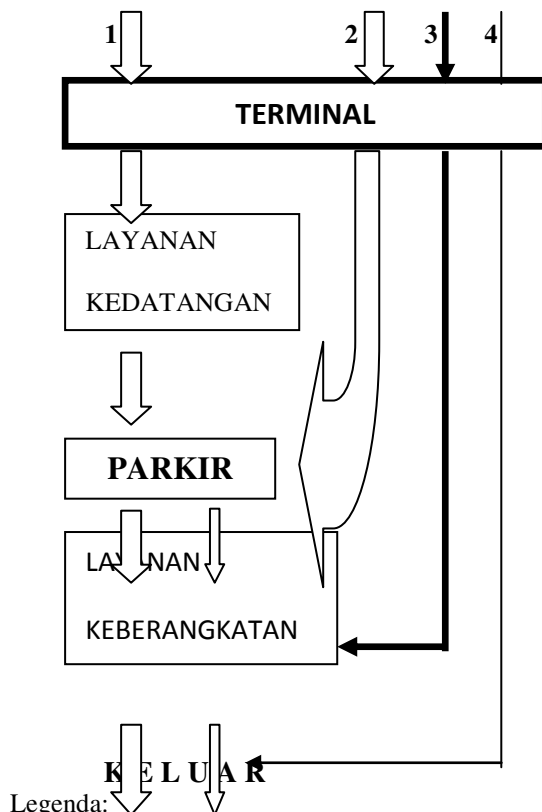 1 2 3 4
TERMINAL
LAYANAN
KEDATANGAN
PARKIR
LAYANAN
KEBERANGKATAN
K E L U A R
Legenda: